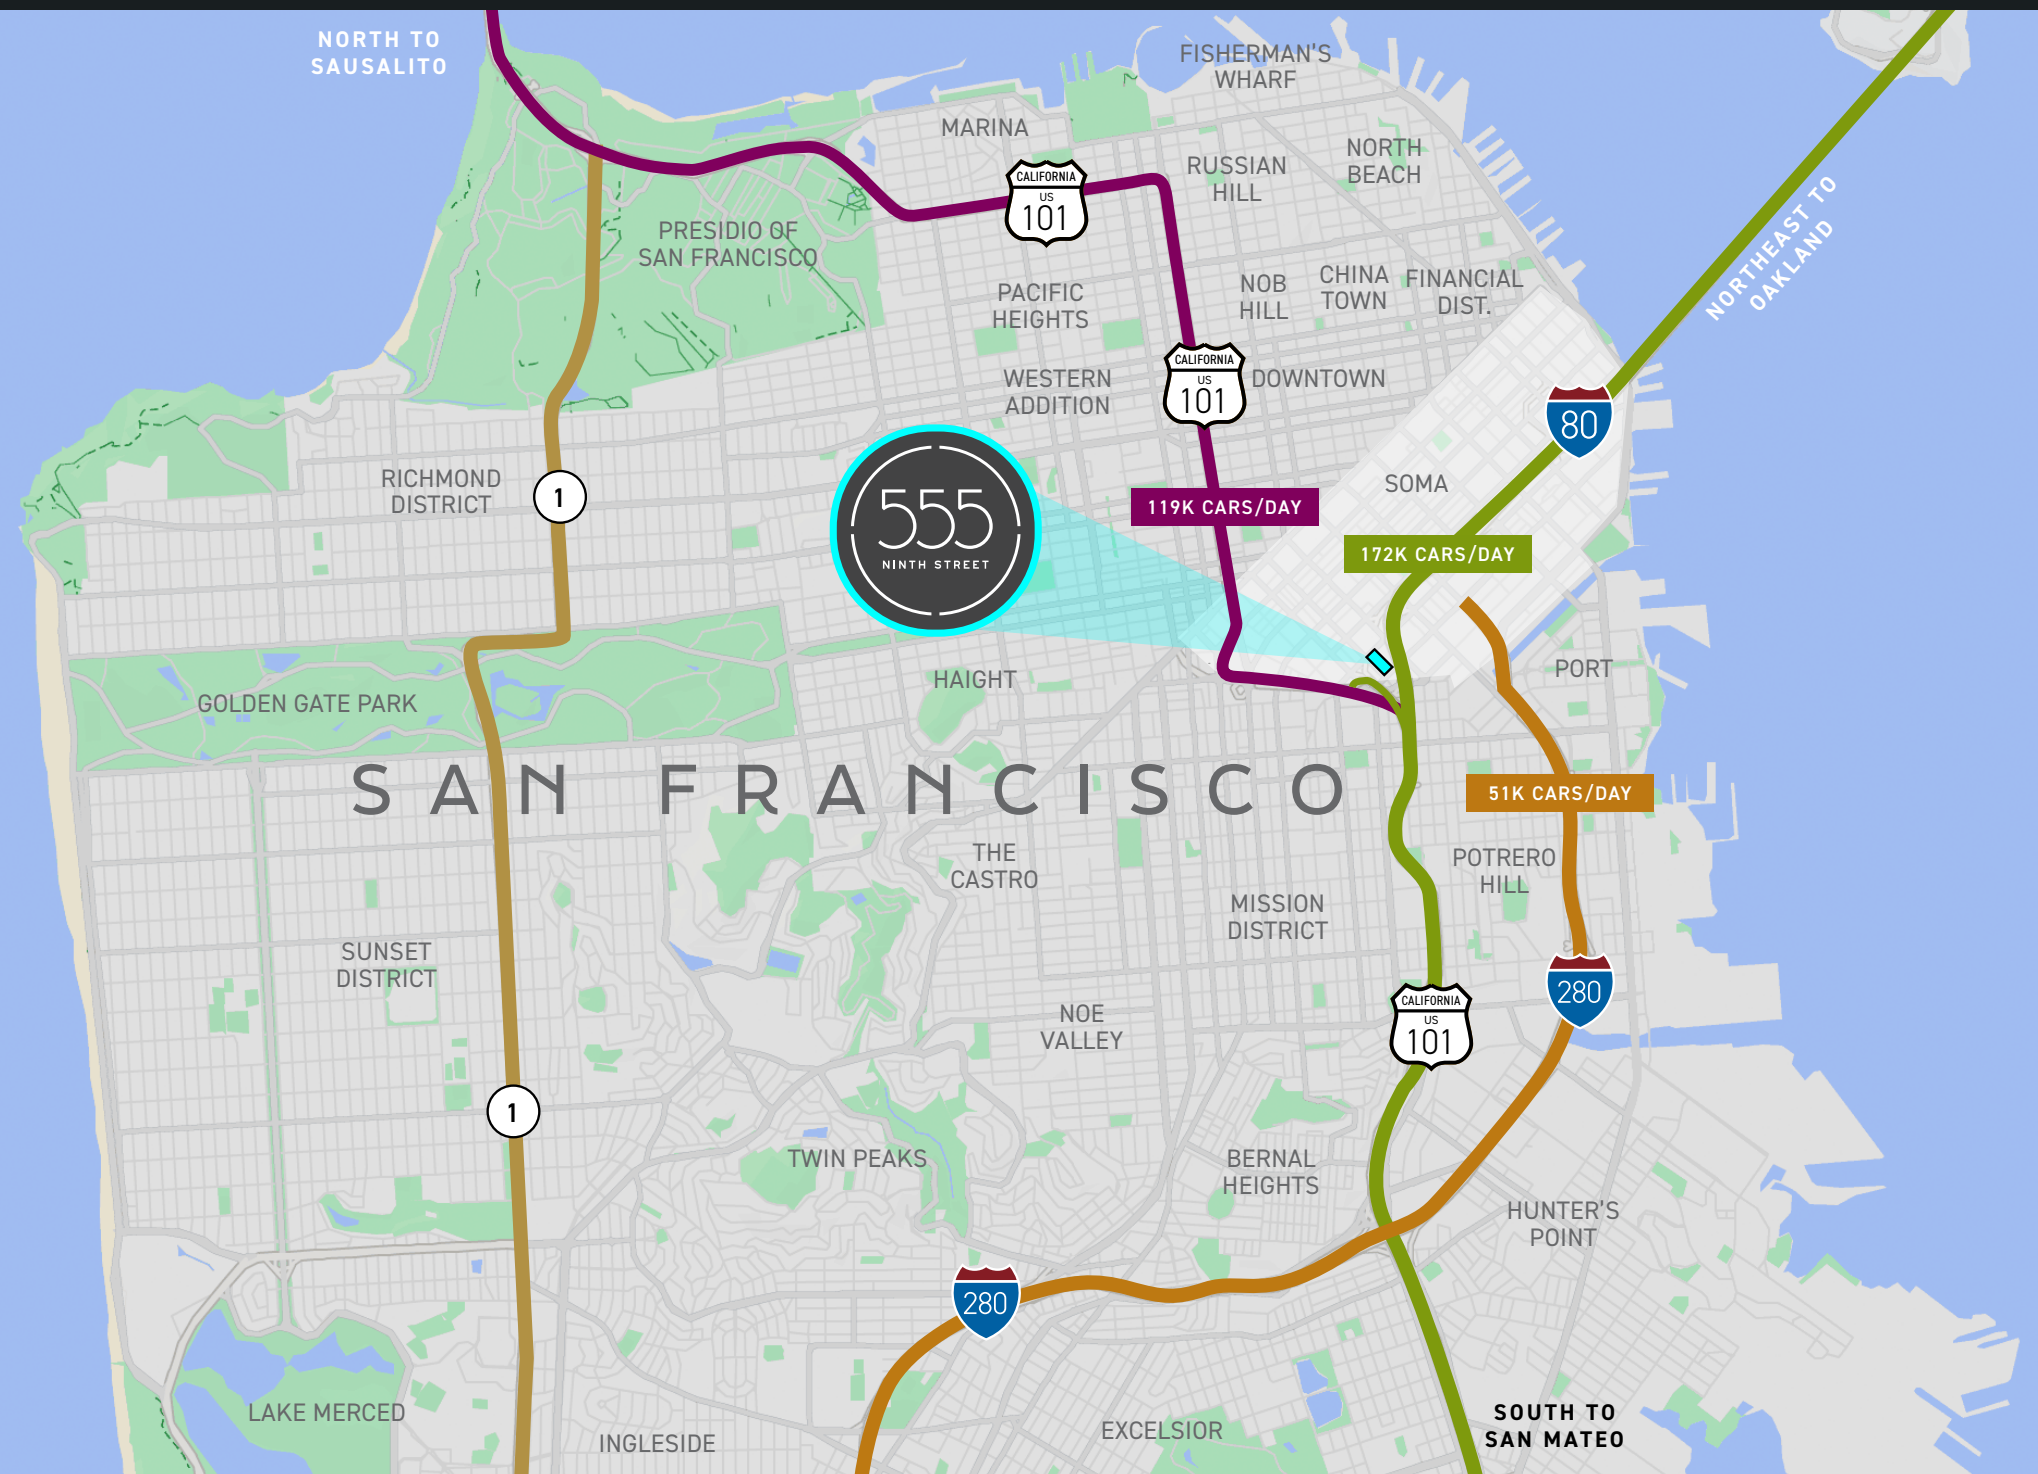 NORTH TO
SAUSALITO
FISHERMAN'S
WHARF
MARINA
CALIFORNIA
US
101
RUSSIAN
HILL
NORTH
BEACH
PRESIDIO OF
SAN FRANCISCO
NORTHEAST TO
OAKLAND
PACIFIC
HEIGHTS
NOB
HILL
CHINA
TOWN
FINANCIAL
DIST.
WESTERN
ADDITION
CALIFORNIA
US
101
DOWNTOWN
80
RICHMOND
DISTRICT
1
555
NINTH STREET
119K CARS/DAY
SOMA
172K CARS/DAY
GOLDEN GATE PARK
HAIGHT
PORT
SAN FRANCISCO
51K CARS/DAY
THE
CASTRO
POTRERO
HILL
MISSION
DISTRICT
SUNSET
DISTRICT
NOE
VALLEY
CALIFORNIA
US
101
280
1
TWIN PEAKS
BERNAL
HEIGHTS
HUNTER'S
POINT
280
LAKE MERCED
INGLESIDE
EXCELSIOR
SOUTH TO
SAN MATEO